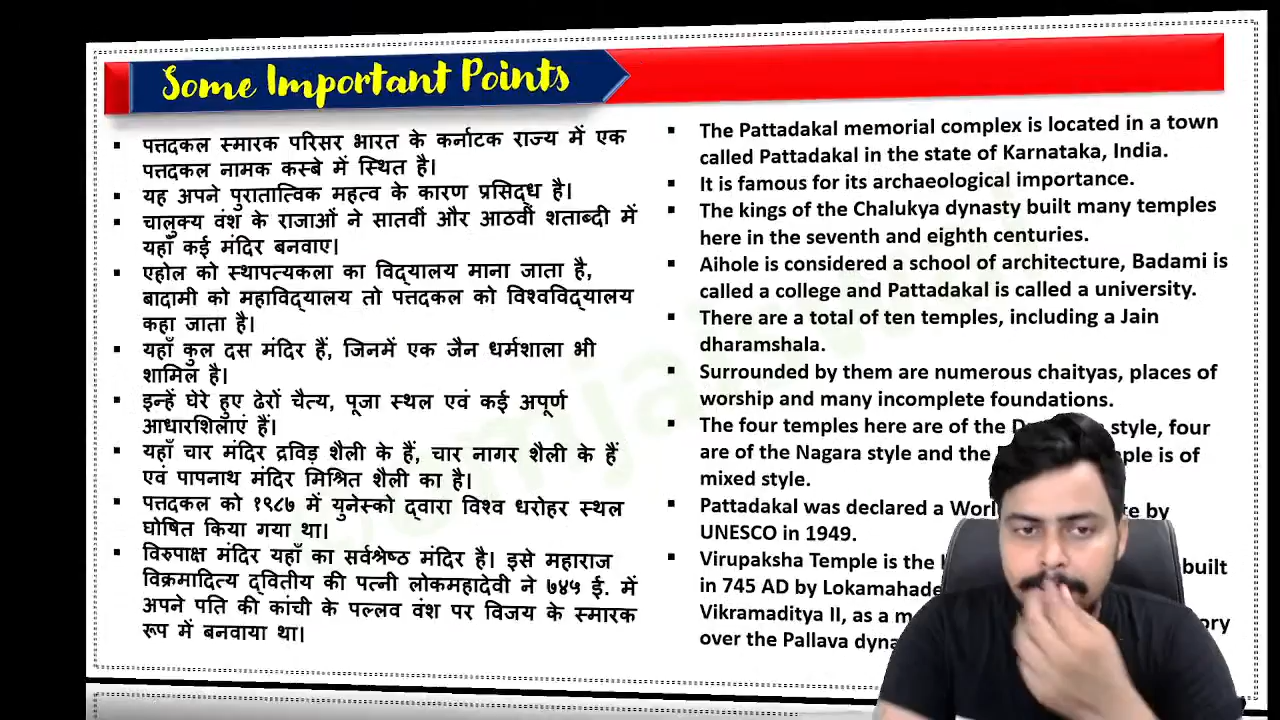 Some Important Points
पत्तदकल स्मारक परिसर भारत के कर्नाटक राज्य में एक
पत्तदकल नामक कस्बे में स्थित है।
यह अपने पुरातात्विक महत्व के कारण प्रसिद्ध है।
चालुक्य वंश के राजाओं ने सातवीं और आठवीं शताब्दी में
यहाँ कई मंदिर बनवाए।
एहोल को स्थापत्यकला का विद्यालय माना जाता है,
बादामी को महाविद्यालय तो पत्तदकल को विश्वविद्यालय
कहा जाता है।
यहाँ कुल दस मंदिर हैं, जिनमें एक जैन धर्मशाला भी
शामिल है।
इन्हें घेरे हुए ढेरों चैत्य, पूजा स्थल एवं कई अपूर्ण
आधारशिलाएं हैं।
यहाँ चार मंदिर द्रविड़ शैली के हैं, चार नागर शैली के हैं
एवं पापनाथ मंदिर मिश्रित शैली का है।
पत्तदकल को १९८७ में युनेस्को द्वारा विश्व धरोहर स्थल
घोषित किया गया था।
विरुपाक्ष मंदिर यहाँ का सर्वश्रेष्ठ मंदिर है। इसे महाराज
विक्रमादित्य द्वितीय की पत्नी लोकमहादेवी ने ७४५ ई. में
अपने पति की कांची के पल्लव वंश पर विजय के स्मारक
रूप में बनवाया था।
The Pattadakal memorial complex is located in a town
called Pattadakal in the state of Karnataka, India.
It is famous for its archaeological importance.
The kings of the Chalukya dynasty built many temples
here in the seventh and eighth centuries.
Aihole is considered a school of architecture, Badami is
called a college and Pattadakal is called a university.
There are a total of ten temples, including a Jain
dharamshala.
Surrounded by them are numerous chaityas, places of
worship and many incomplete foundations.
The four temples here are of the style, four
are of the Nagara style and the is of
mixed style.
Pattadakal was declared a by
UNESCO in 1949.
Virupaksha Temple is the built
in 745 AD by
Vikramaditya II, as a
over the Pallava